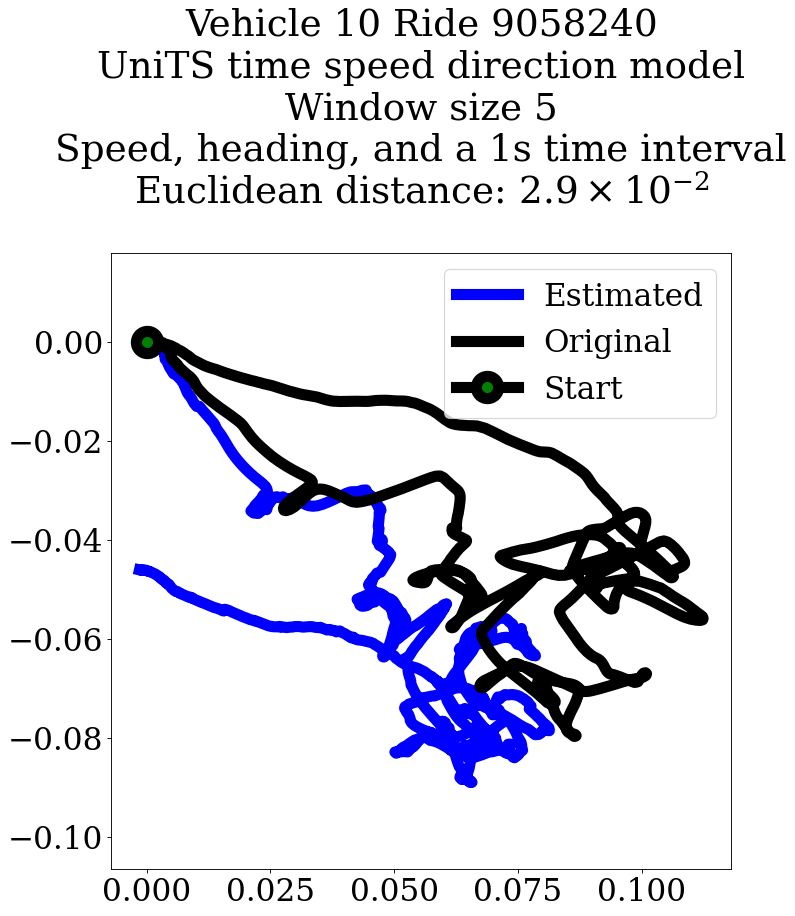 Vehicle 10 Ride 9058240
UniTS time speed direction model
Window size 5
Speed, heading, and a 1s time interval
Euclidean distance: 2.9 × 10⁻²
Estimated
Original
Start
0.00
−0.02
−0.04
−0.06
−0.08
−0.10
0.000 0.025 0.050 0.075 0.100